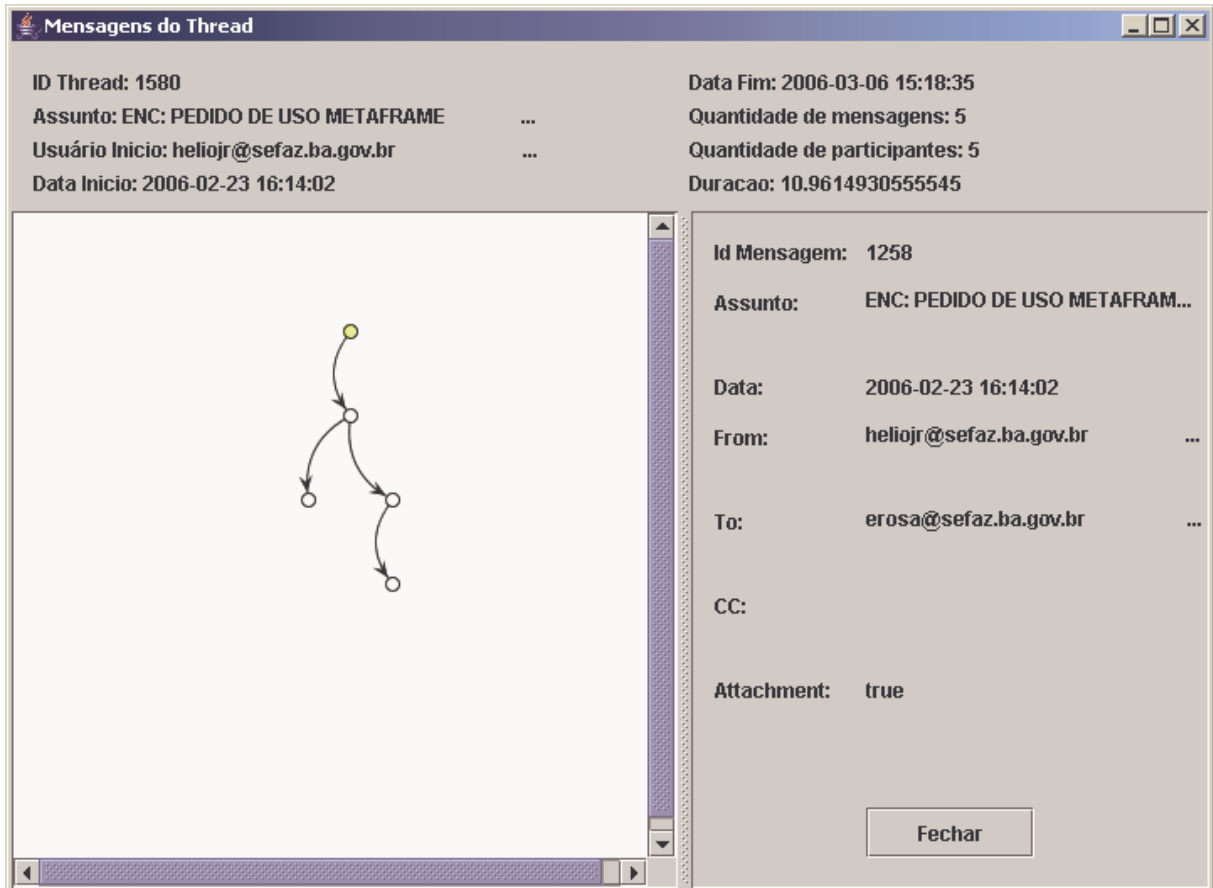 Mensagens do Thread
ID Thread: 1580
Assunto: ENC: PEDIDO DE USO METAFRAME ...
Usuário Inicio: heliojr@sefaz.ba.gov.br ...
Data Inicio: 2006-02-23 16:14:02
Data Fim: 2006-03-06 15:18:35
Quantidade de mensagens: 5
Quantidade de participantes: 5
Duracao: 10.9614930555545
Id Mensagem: 1258
Assunto: ENC: PEDIDO DE USO METAFRAM...
Data: 2006-02-23 16:14:02
From: heliojr@sefaz.ba.gov.br ...
To: erosa@sefaz.ba.gov.br ...
CC:
Attachment: true
Fechar